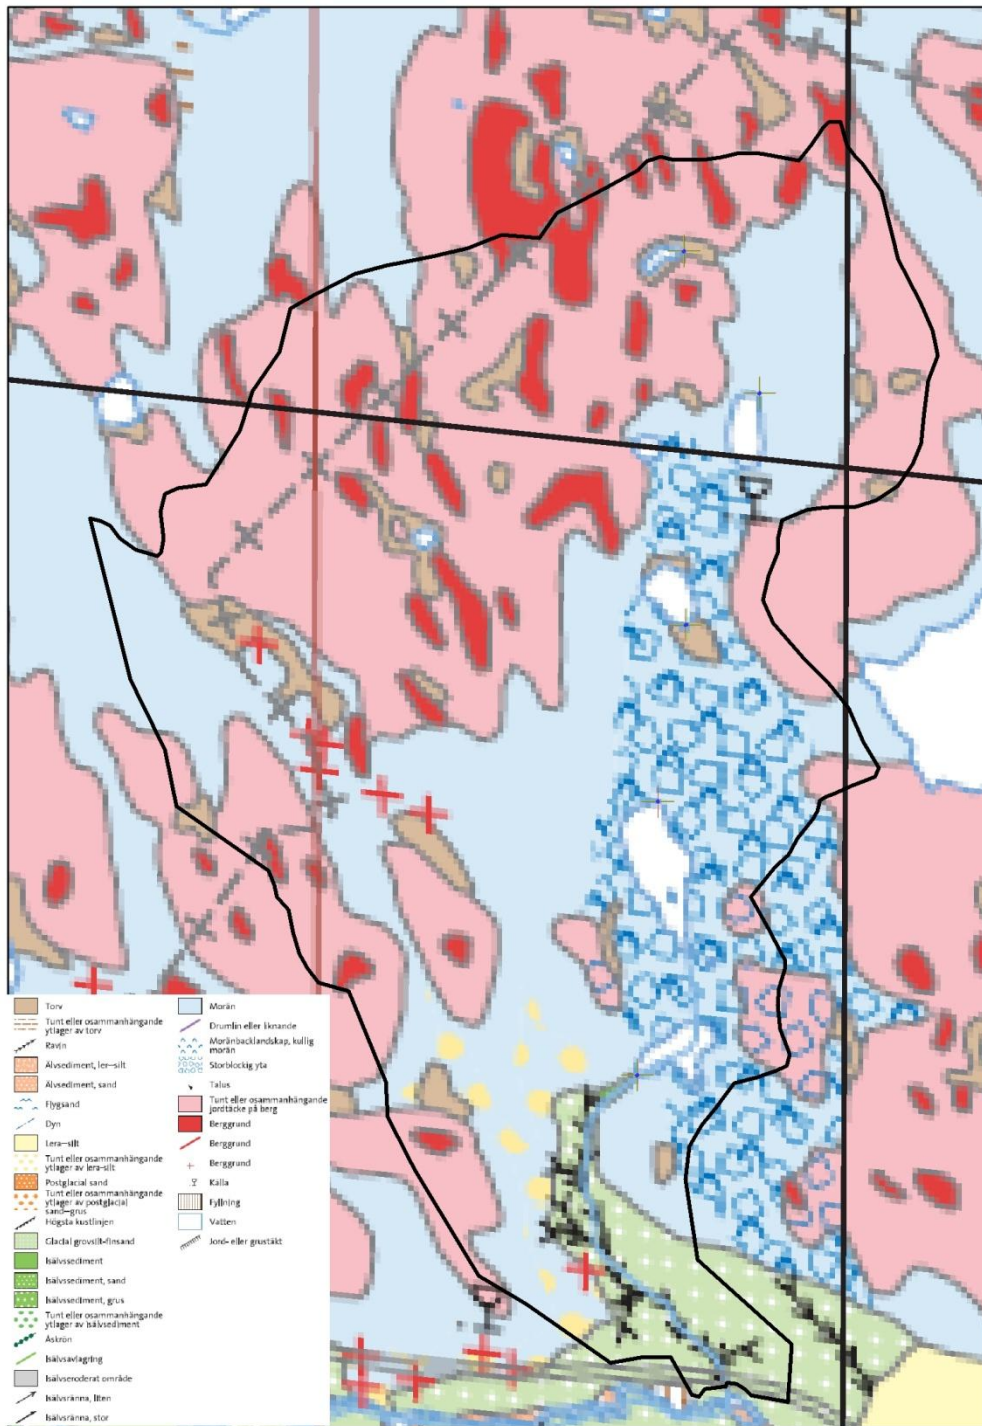 Torv
Tunt eller osammanhängande
ytlager av torv
Ravin
Älvsediment, ler–silt
Älvsediment, sand
Flygsand
Dyn
Lera–silt
Tunt eller osammanhängande
ytlager av lera-silt
Postglacial sand
Tunt eller osammanhängande
ytlager av postglacial
sand–grus
Högsta kustlinjen
Glacial grovsilt–finsand
Isälvssediment
Isälvssediment, sand
Isälvssediment, grus
Tunt eller osammanhängande
ytlager av isälvsediment
Åskrön
Isälvsavlagring
Isälvseroderat område
Isälvsränna, liten
Isälvsränna, stor
Morän
Drumlin eller liknande
Moränbacklandskap, kullig
morän
Storblockig yta
Talus
Tunt eller osammanhängande
jordtäcke på berg
Berggrund
Berggrund
Berggrund
Källa
Fyllning
Vatten
Jord- eller grustäkt